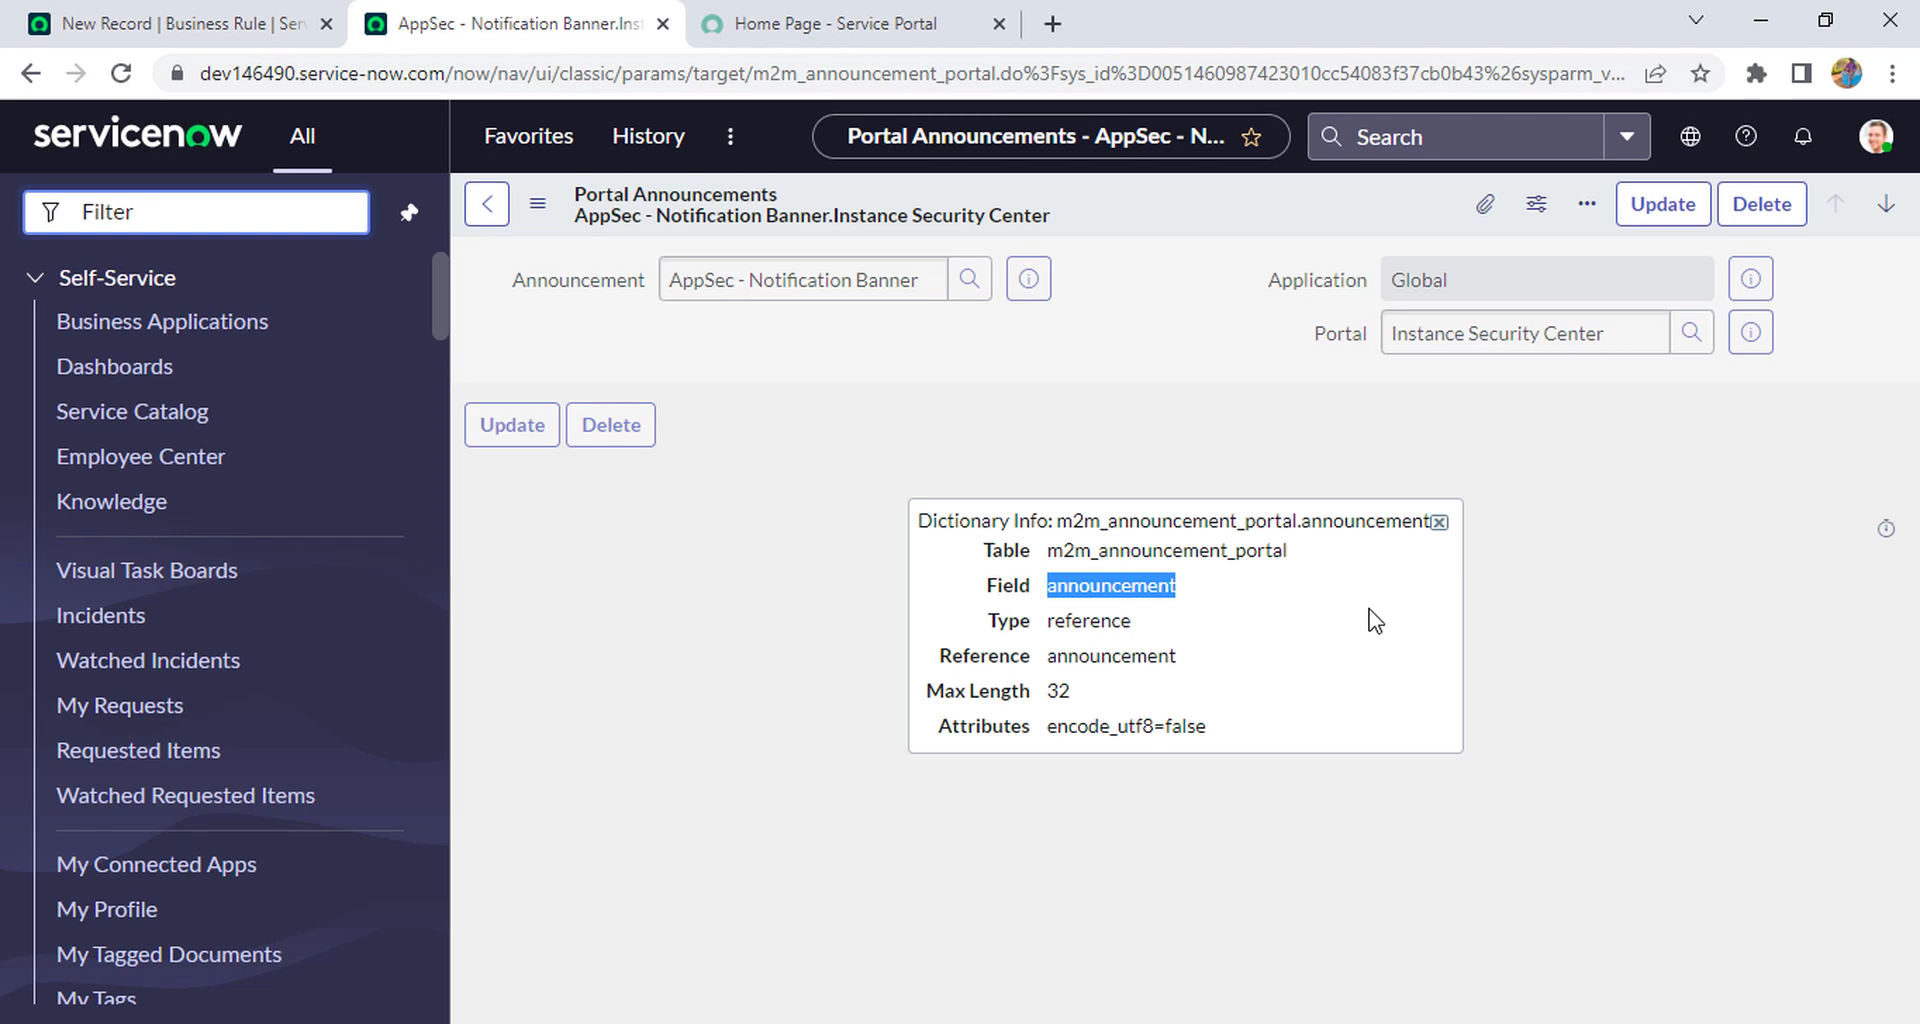 New Record | Business Rule | Ser
AppSec - Notification Banner.Inst
Home Page - Service Portal
dev146490.service-now.com/now/nav/ui/classic/params/target/m2m_announcement_portal.do%3Fsys_id%3D0051460987423010cc54083f37cb0b43%26sysparm_v...
servicenow
All
Favorites
History
Portal Announcements - AppSec - N...
Search
Filter
Portal Announcements
AppSec - Notification Banner.Instance Security Center
Update
Delete
Self-Service
Business Applications
Dashboards
Service Catalog
Employee Center
Knowledge
Visual Task Boards
Incidents
Watched Incidents
My Requests
Requested Items
Watched Requested Items
My Connected Apps
My Profile
My Tagged Documents
My Tags
Announcement AppSec - Notification Banner
Application Global
Portal Instance Security Center
Update Delete
Dictionary Info: m2m_announcement_portal.announcement
Table m2m_announcement_portal
Field announcement
Type reference
Reference announcement
Max Length 32
Attributes encode_utf8=false